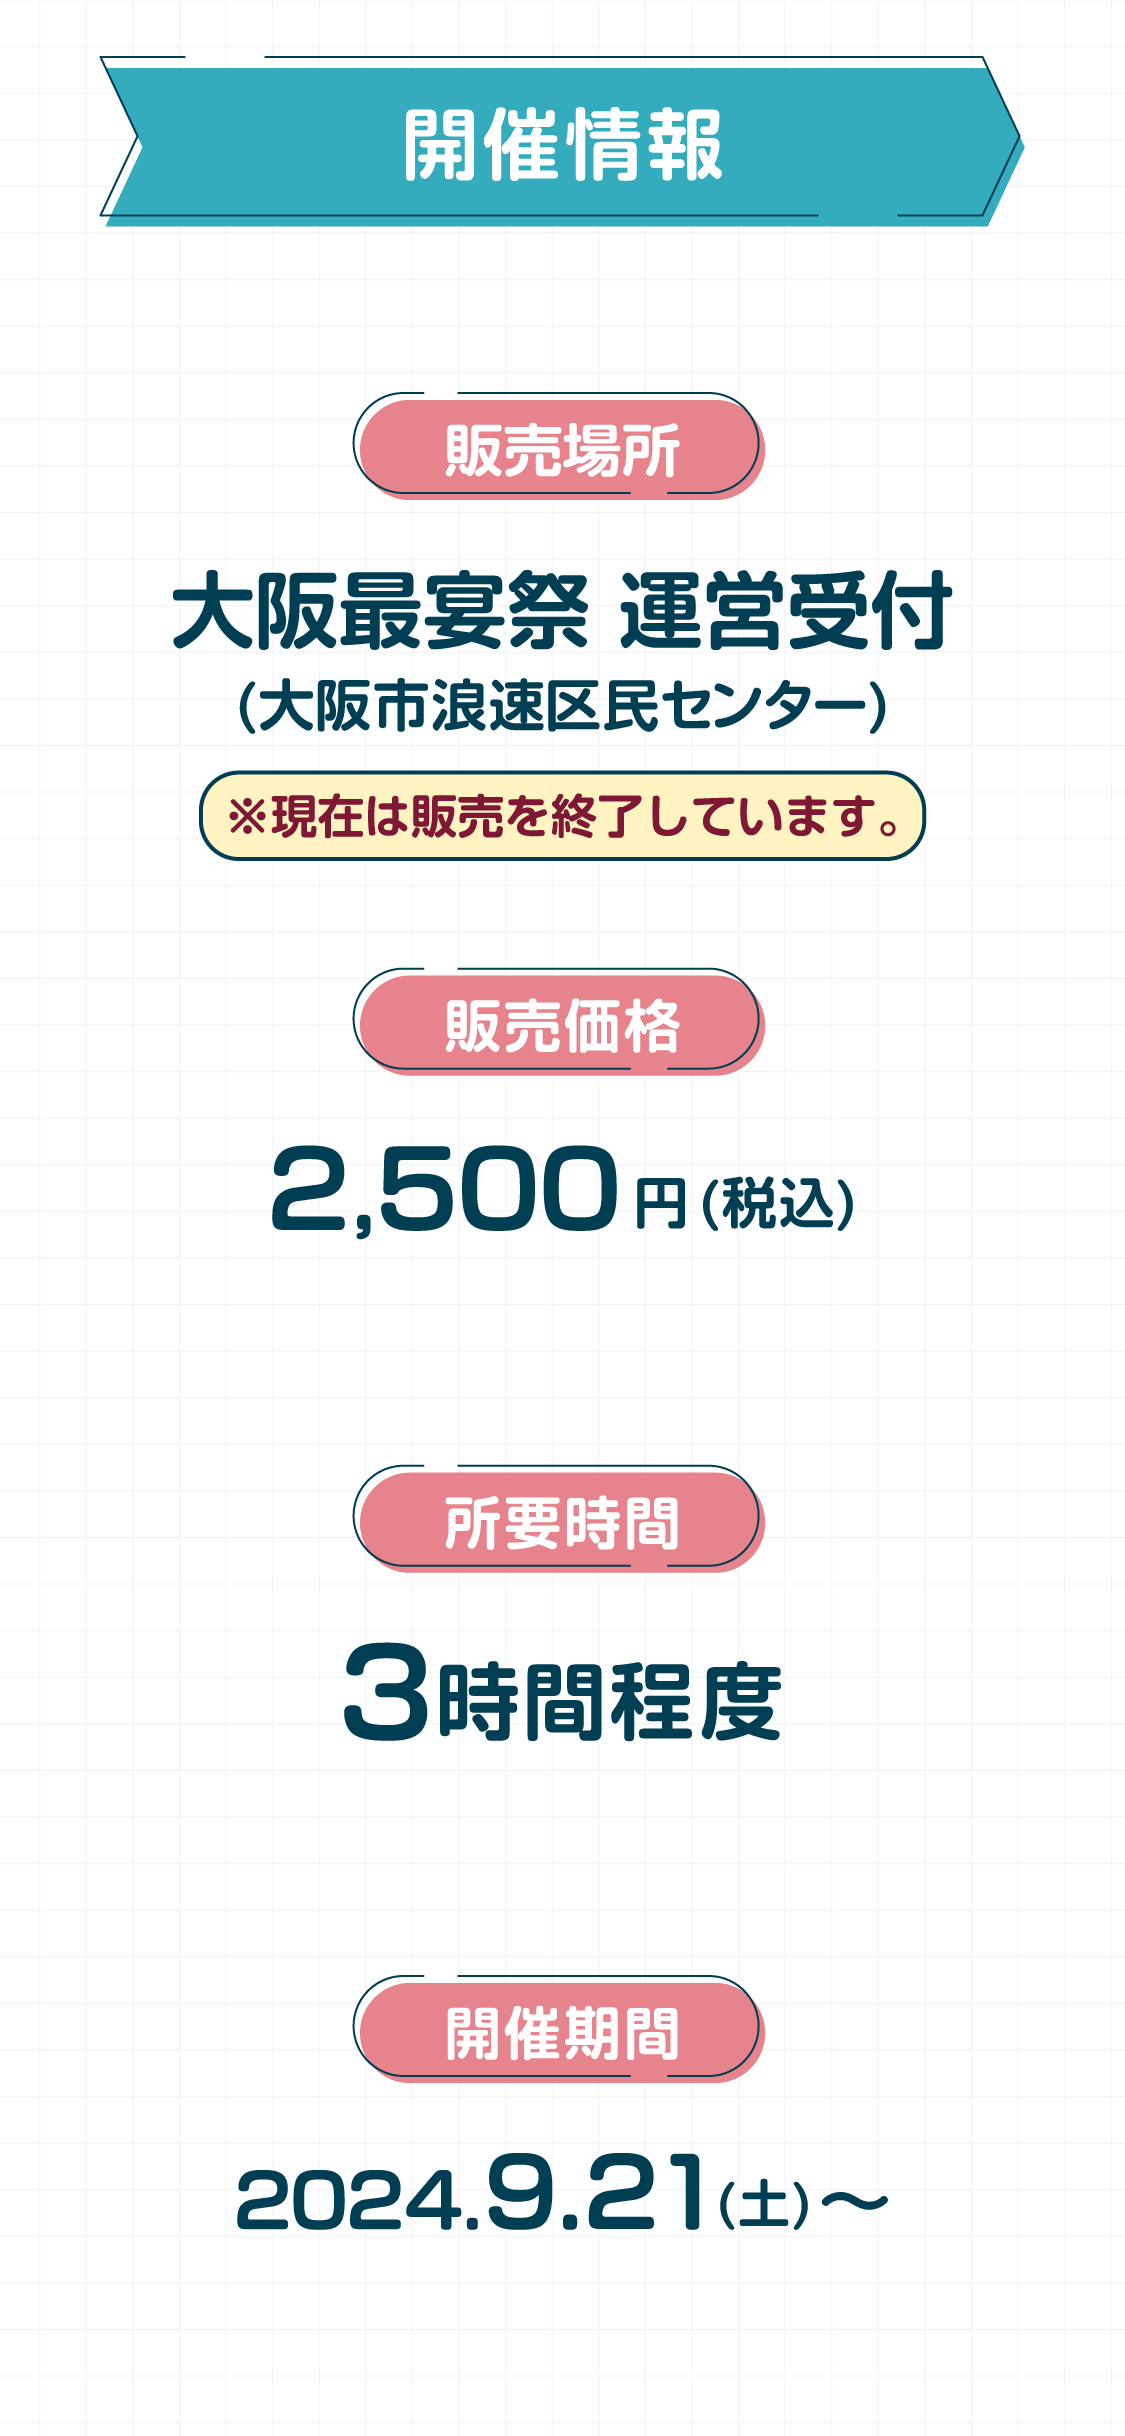 開催情報
販売場所
大阪最宴祭 運営受付
(大阪市浪速区民センター)
※現在は販売を終了しています。
販売価格
2,500円(税込)
所要時間
3時間程度
開催期間
2024.9.21(土)〜